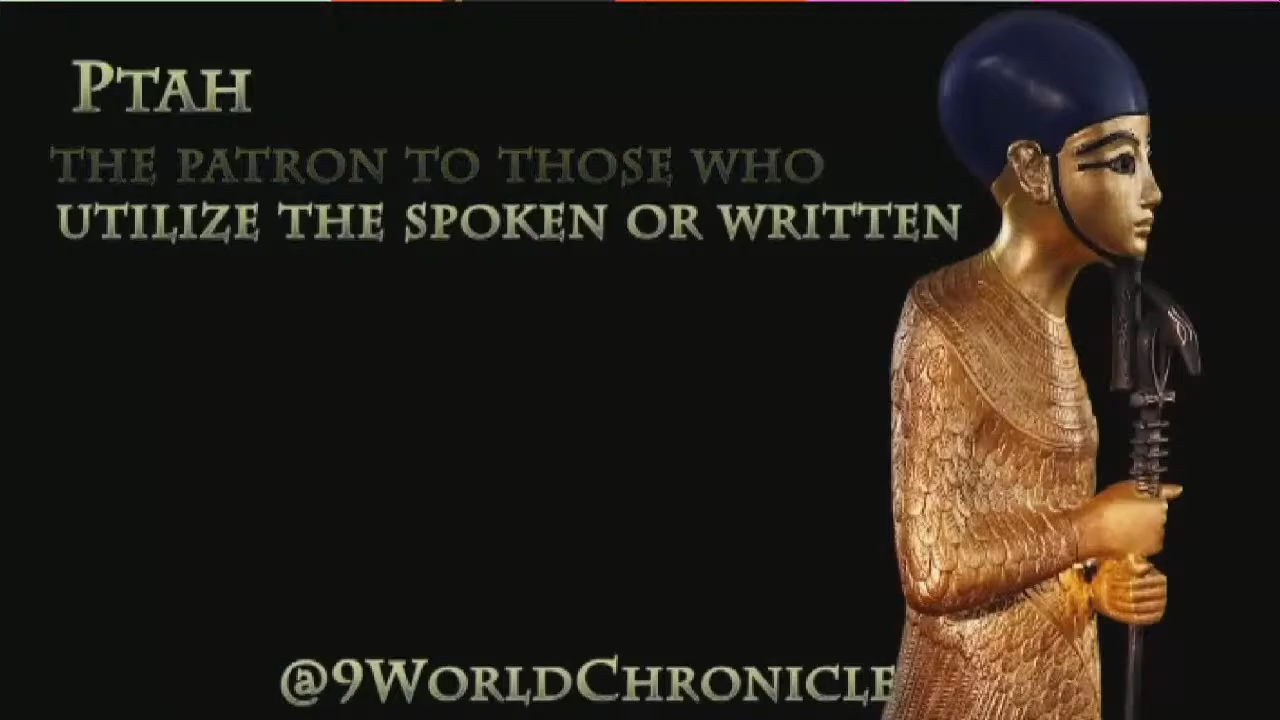 PTAH
THE PATRON TO THOSE WHO
UTILIZE THE SPOKEN OR WRITTEN
@9WORLDCHRONICLE